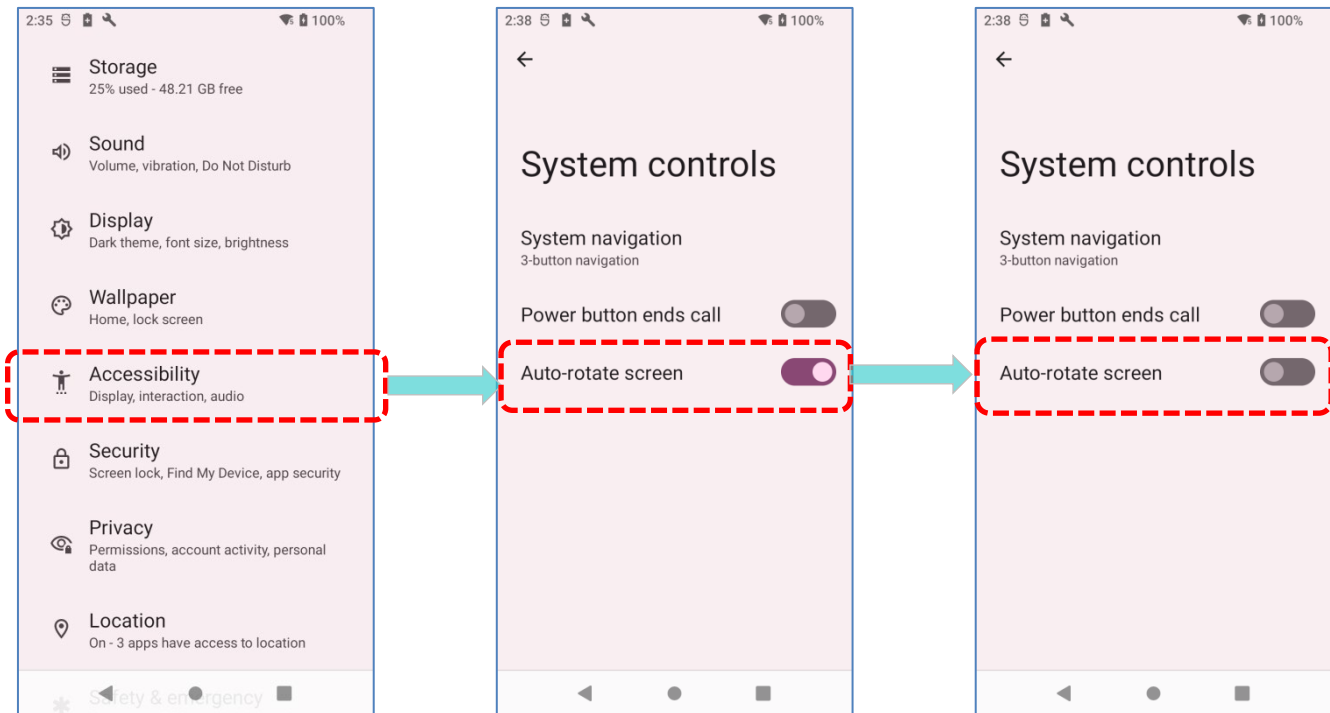 2:35 100%
Storage
25% used - 48.21 GB free
Sound
Volume, vibration, Do Not Disturb
Display
Dark theme, font size, brightness
Wallpaper
Home, lock screen
Accessibility
Display, interaction, audio
Security
Screen lock, Find My Device, app security
Privacy
Permissions, account activity, personal
data
Location
On - 3 apps have access to location
Safety & emergency
2:38 100%
System controls
System navigation
3-button navigation
Power button ends call
Auto-rotate screen
2:38 100%
System controls
System navigation
3-button navigation
Power button ends call
Auto-rotate screen